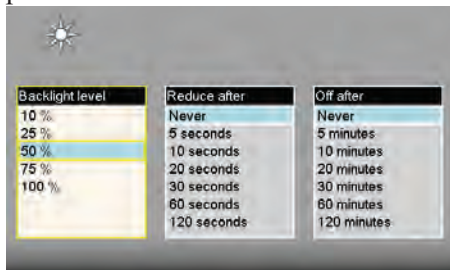 Backlight level
10 %
25 %
50 %
75 %
100 %
Reduce after
Never
5 seconds
10 seconds
20 seconds
30 seconds
60 seconds
120 seconds
Off after
Never
5 minutes
10 minutes
20 minutes
30 minutes
60 minutes
120 minutes